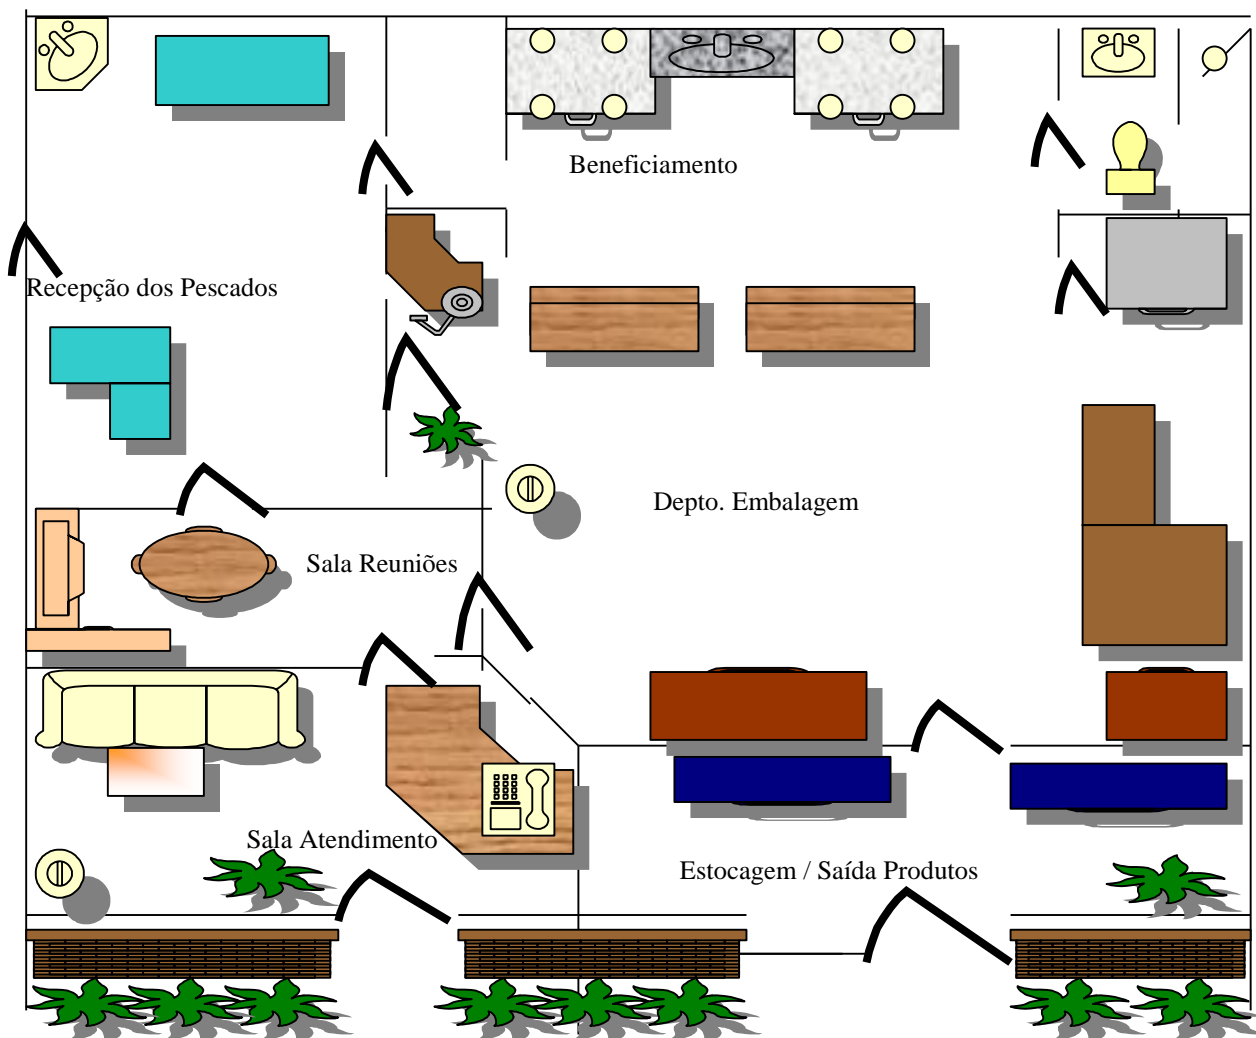 Beneficiamento
Recepção dos Pescados
Depto. Embalagem
Sala Reuniões
Sala Atendimento
Estocagem / Saída Produtos